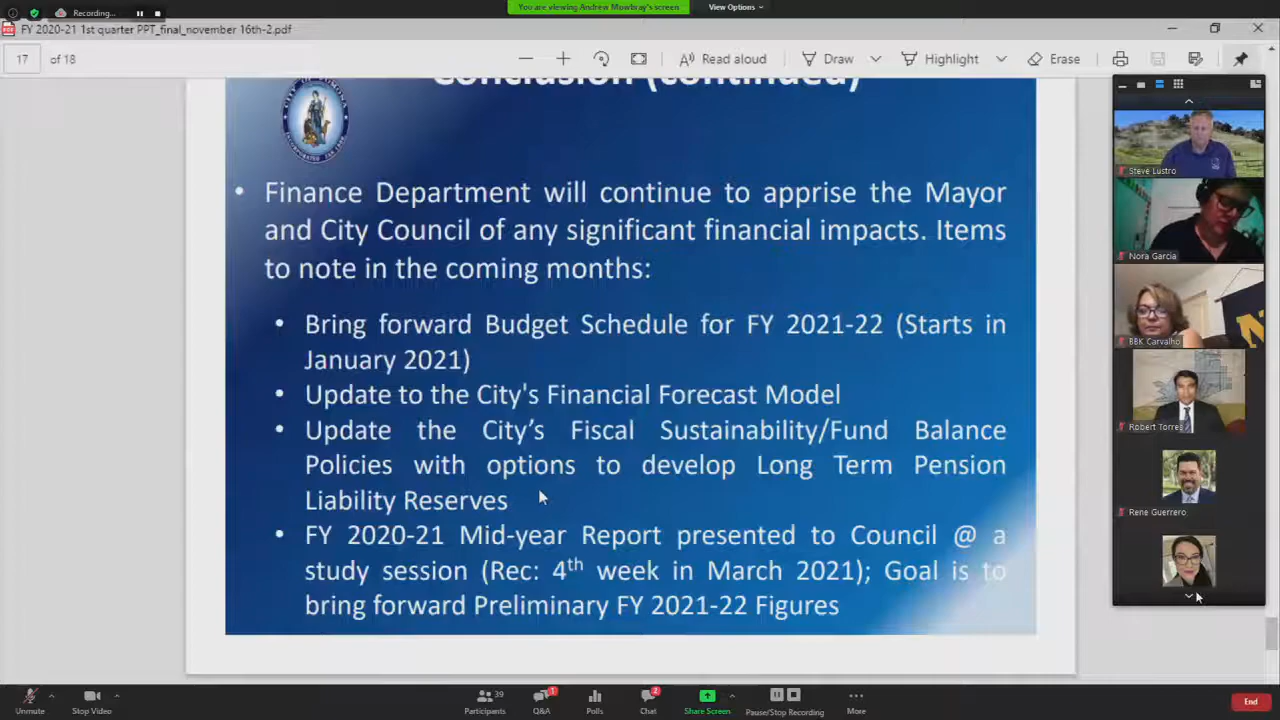 Recording...
You are viewing Andrew Mowbray's screen
View Options
FY 2020-21 1st quarter PPT_final_november 16th-2.pdf
17 of 18
Read aloud
Draw
Highlight
Erase
Conclusion (continued)
Finance Department will continue to apprise the Mayor
and City Council of any significant financial impacts. Items
to note in the coming months:
Bring forward Budget Schedule for FY 2021-22 (Starts in
January 2021)
Update to the City's Financial Forecast Model
Update the City’s Fiscal Sustainability/Fund Balance
Policies with options to develop Long Term Pension
Liability Reserves
FY 2020-21 Mid-year Report presented to Council @ a
study session (Rec: 4th week in March 2021); Goal is to
bring forward Preliminary FY 2021-22 Figures
Steve Lustro
Nora Garcia
BBK Carvalho
Robert Torres
Rene Guerrero
Unmute
Stop Video
Participants
39
Q&A
1
Polls
Chat
2
Share Screen
Pause/Stop Recording
More
End